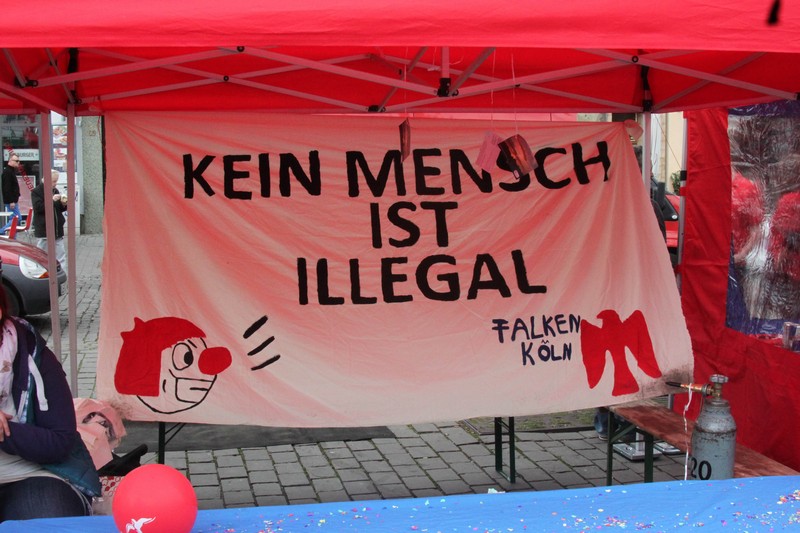 KEIN MENSCH
IST
ILLEGAL
FALKEN
KÖLN
20